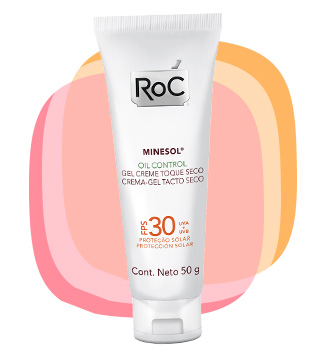 RoC
MINESOL®
OIL CONTROL
GEL CREME TOQUE SECO
CREMA-GEL TACTO SECO
FPS 30 UVA + UVB
PROTEÇÃO SOLAR
PROTECCIÓN SOLAR
Cont. Neto 50 g